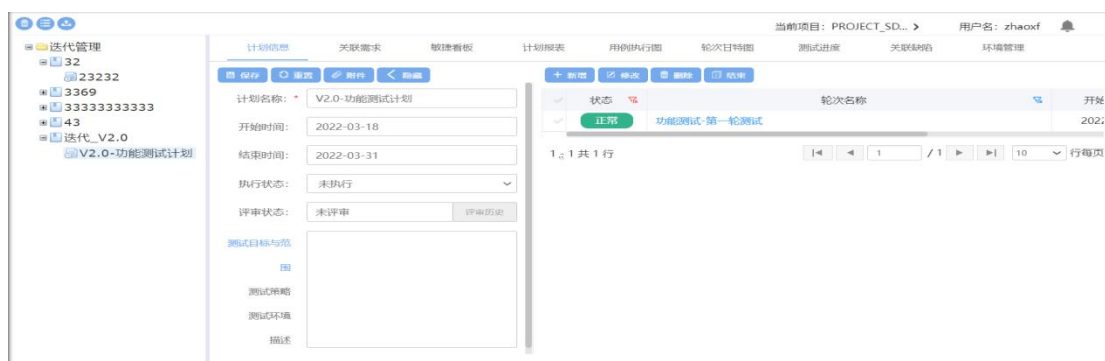 当前项目: PROJECT_SD... > 用户名: zhaoxf
迭代管理
32
23232
3369
33333333333
43
迭代_V2.0
V2.0-功能测试计划
计划信息 关联需求 敏捷看板 计划报表 用例执行图 轮次日特图 测试进度 关联缺陷 环境管理
保存 重置 附件 隐藏
计划名称: * V2.0-功能测试计划
开始时间: 2022-03-18
结束时间: 2022-03-31
执行状态: 未执行
评审状态: 未评审 评审历史
测试目标与范
围
测试策略
测试环境
描述
+ 新增 修改 删除 结束
状态 轮次名称 开始
正常 功能测试-第一轮测试 2022
1 - 1 共 1 行 1 / 1 10 行每页